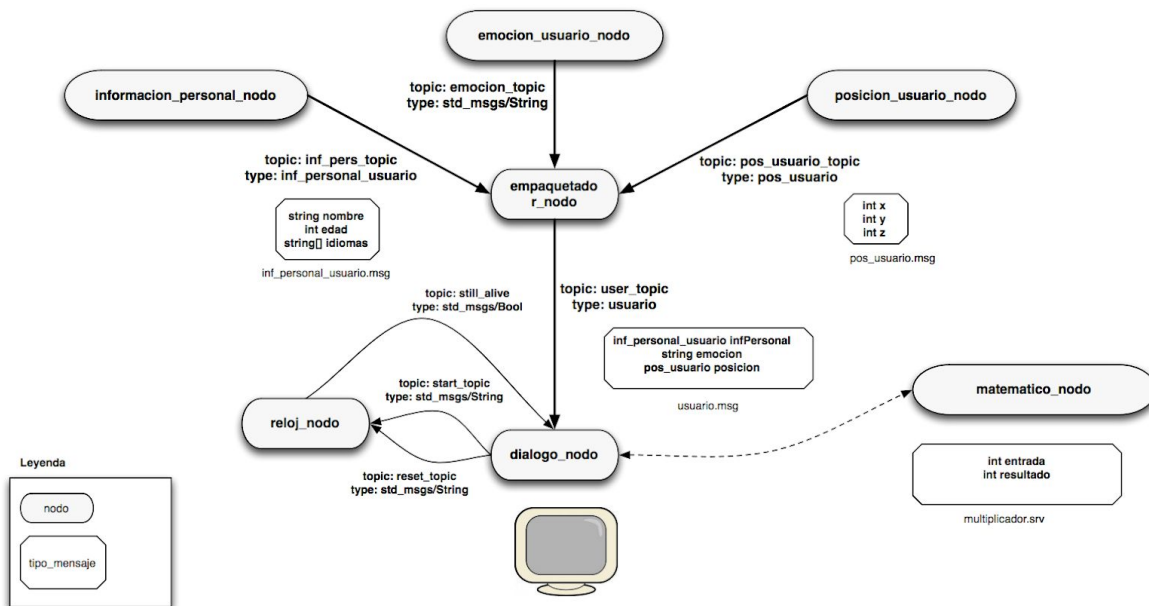 emocion_usuario_nodo
informacion_personal_nodo
posicion_usuario_nodo
topic: emocion_topic
type: std_msgs/String
topic: inf_pers_topic
type: inf_personal_usuario
topic: pos_usuario_topic
type: pos_usuario
empaquetado
r_nodo
string nombre
int edad
string[] idiomas
inf_personal_usuario.msg
int x
int y
int z
pos_usuario.msg
topic: still_alive
type: std_msgs/Bool
topic: user_topic
type: usuario
inf_personal_usuario infPersonal
string emocion
pos_usuario posicion
usuario.msg
topic: start_topic
type: std_msgs/String
reloj_nodo
dialogo_nodo
matematico_nodo
topic: reset_topic
type: std_msgs/String
int entrada
int resultado
multiplicador.srv
Leyenda
nodo
tipo_mensaje